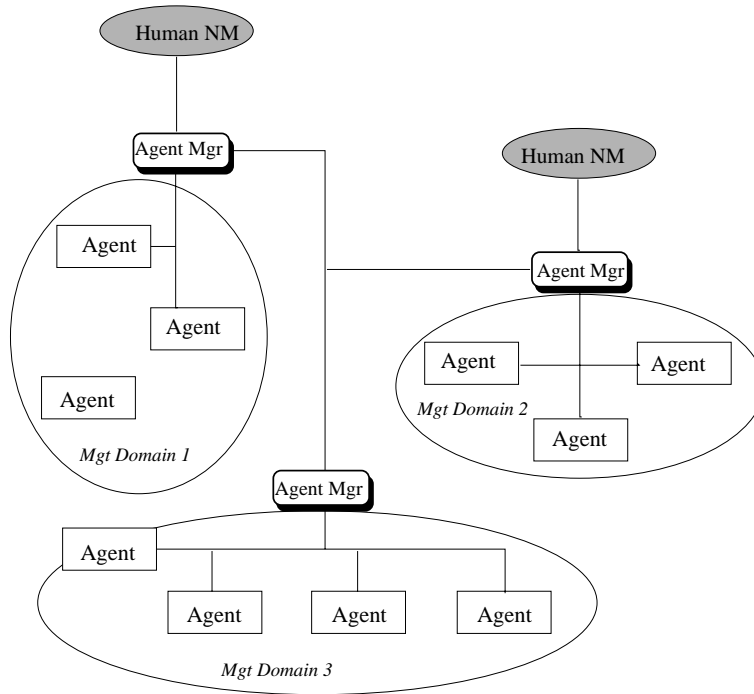 Human NM
Agent Mgr
Human NM
Agent
Agent Mgr
Agent
Agent
Agent
Agent
Mgt Domain 2
Agent
Mgt Domain 1
Agent Mgr
Agent
Agent
Agent
Agent
Mgt Domain 3